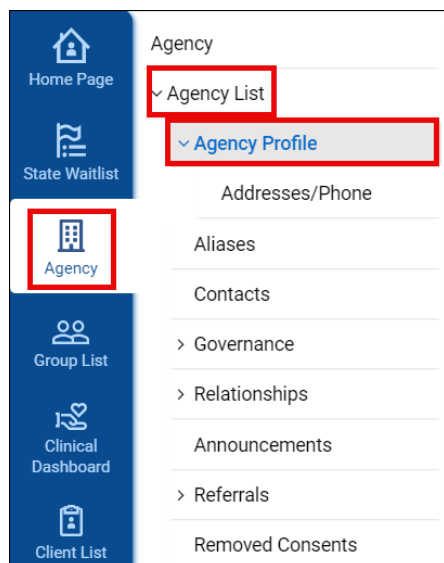 Home Page
State Waitlist
Agency
Group List
Clinical
Dashboard
Client List
Agency
Agency List
Agency Profile
Addresses/Phone
Aliases
Contacts
Governance
Relationships
Announcements
Referrals
Removed Consents